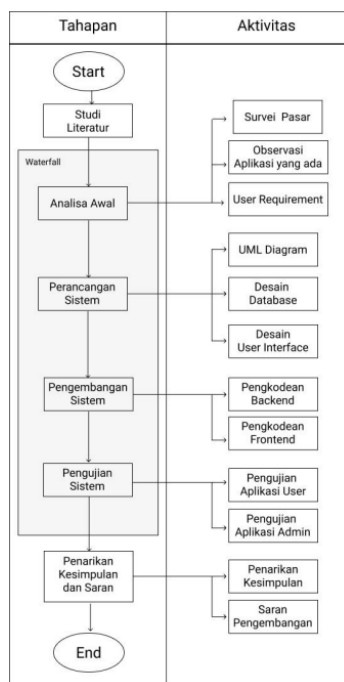 Tahapan
Aktivitas
Start
Studi
Literatur
Waterfall
Analisa Awal
Survei Pasar
Observasi
Aplikasi yang ada
User Requirement
Perancangan
Sistem
UML Diagram
Desain
Database
Desain
User Interface
Pengembangan
Sistem
Pengkodean
Backend
Pengkodean
Frontend
Pengujian
Sistem
Pengujian
Aplikasi User
Pengujian
Aplikasi Admin
Penarikan
Kesimpulan
dan Saran
Penarikan
Kesimpulan
Saran
Pengembangan
End